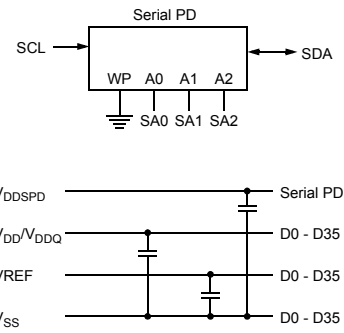 Serial PD
SCL
SDA
WP A0 A1 A2
SA0 SA1 SA2
VDDSPD Serial PD
VDD/VDDQ D0 - D35
VREF D0 - D35
VSS D0 - D35